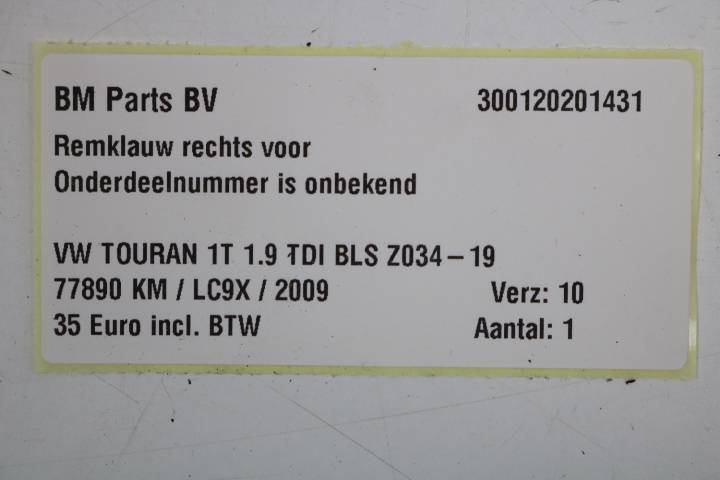 BM Parts BV 300120201431
Remklauw rechts voor
Onderdeelnummer is onbekend
VW TOURAN 1T 1.9 TDI BLS Z034-19
77890 KM / LC9X / 2009 Verz: 10
35 Euro incl. BTW Aantal: 1